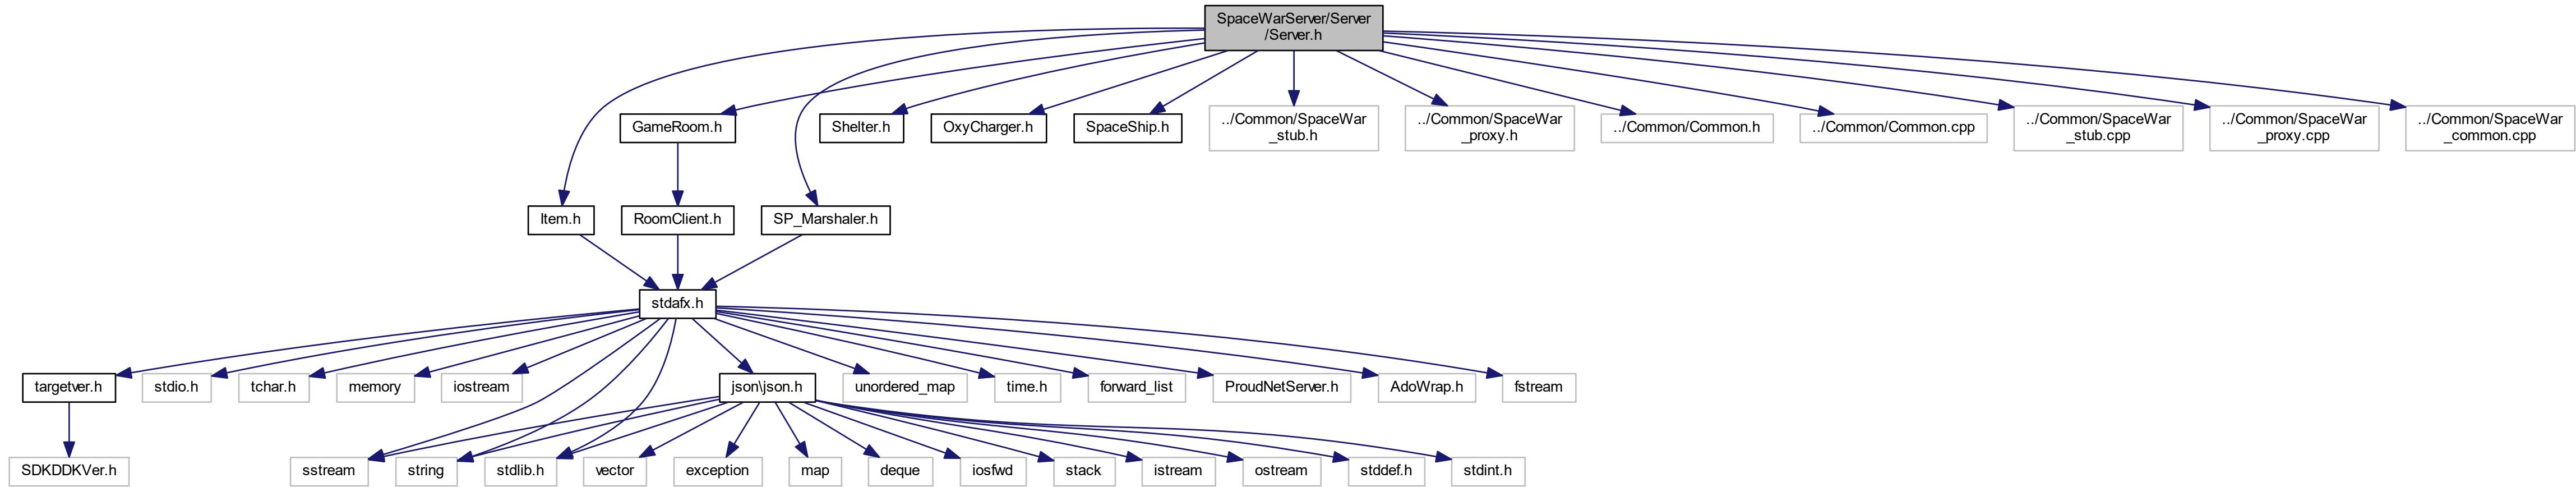 SpaceWarServer/Server
/Server.h
GameRoom.h
Shelter.h
OxyCharger.h
SpaceShip.h
../Common/SpaceWar
_stub.h
../Common/SpaceWar
_proxy.h
../Common/Common.h
../Common/Common.cpp
../Common/SpaceWar
_stub.cpp
../Common/SpaceWar
_proxy.cpp
../Common/SpaceWar
_common.cpp
Item.h
RoomClient.h
SP_Marshaler.h
stdafx.h
targetver.h
stdio.h
tchar.h
memory
iostream
json\json.h
unordered_map
time.h
forward_list
ProudNetServer.h
AdoWrap.h
fstream
SDKDDKVer.h
sstream
string
stdlib.h
vector
exception
map
deque
iosfwd
stack
istream
ostream
stddef.h
stdint.h